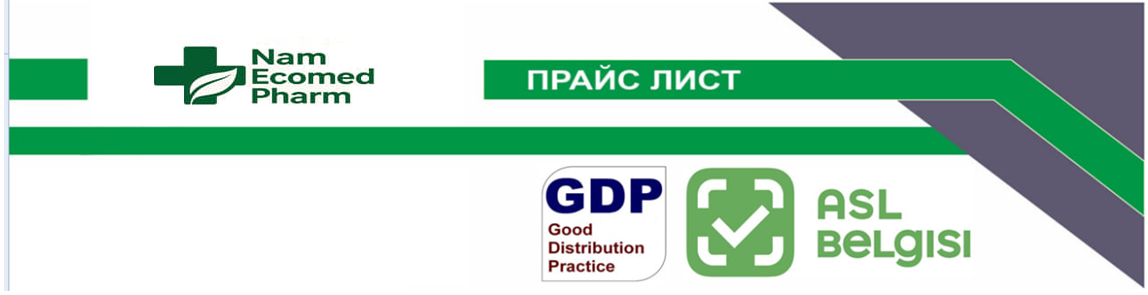 Nam
Ecomed
Pharm
ПРАЙС ЛИСТ
GDP
Good
Distribution
Practice
ASL
BELGISI